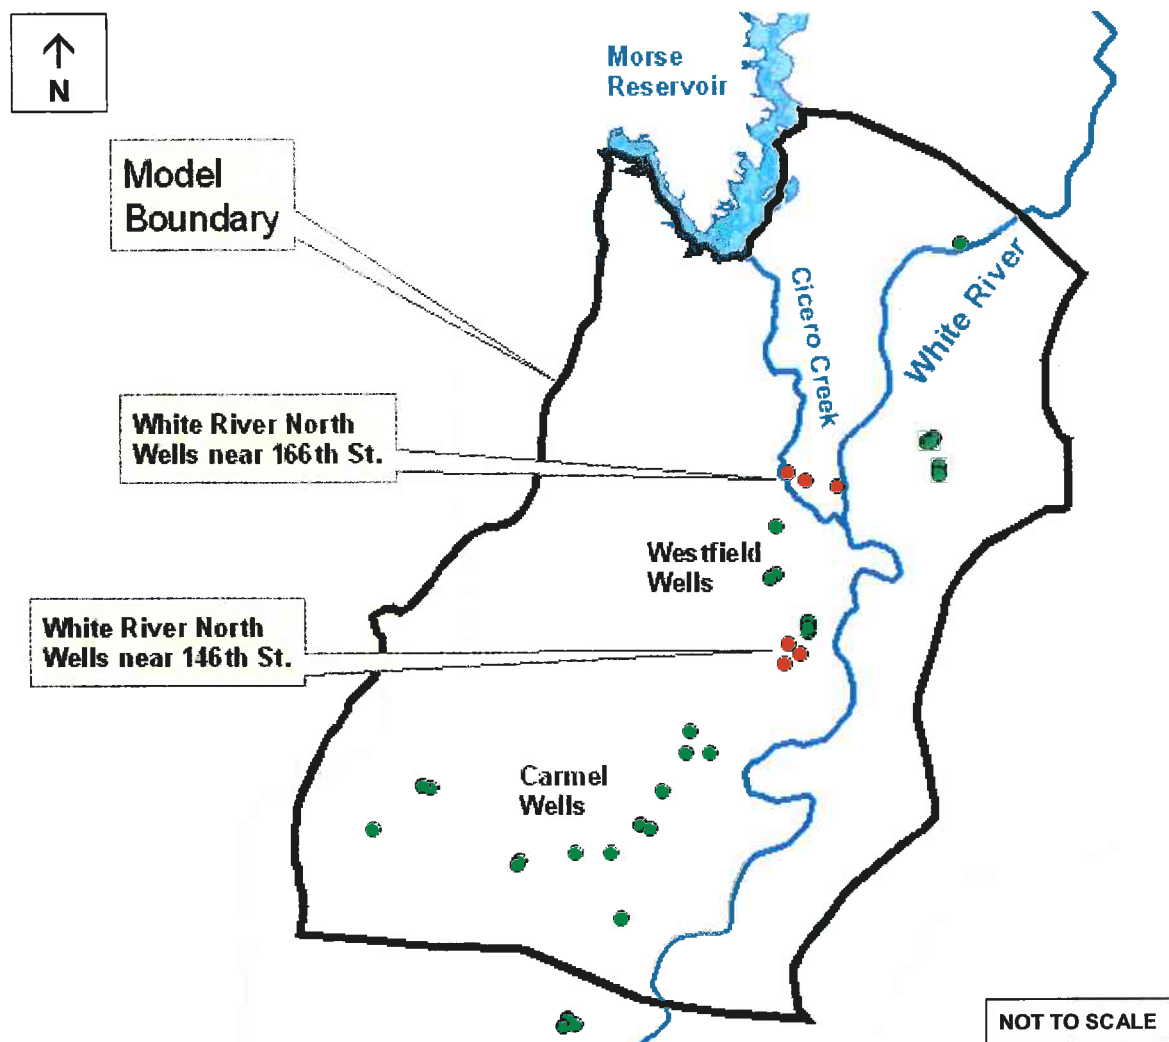 N
Morse
Reservoir
Model
Boundary
Cicero Creek
White River
White River North
Wells near 166th St.
Westfield
Wells
White River North
Wells near 146th St.
Carmel
Wells
NOT TO SCALE